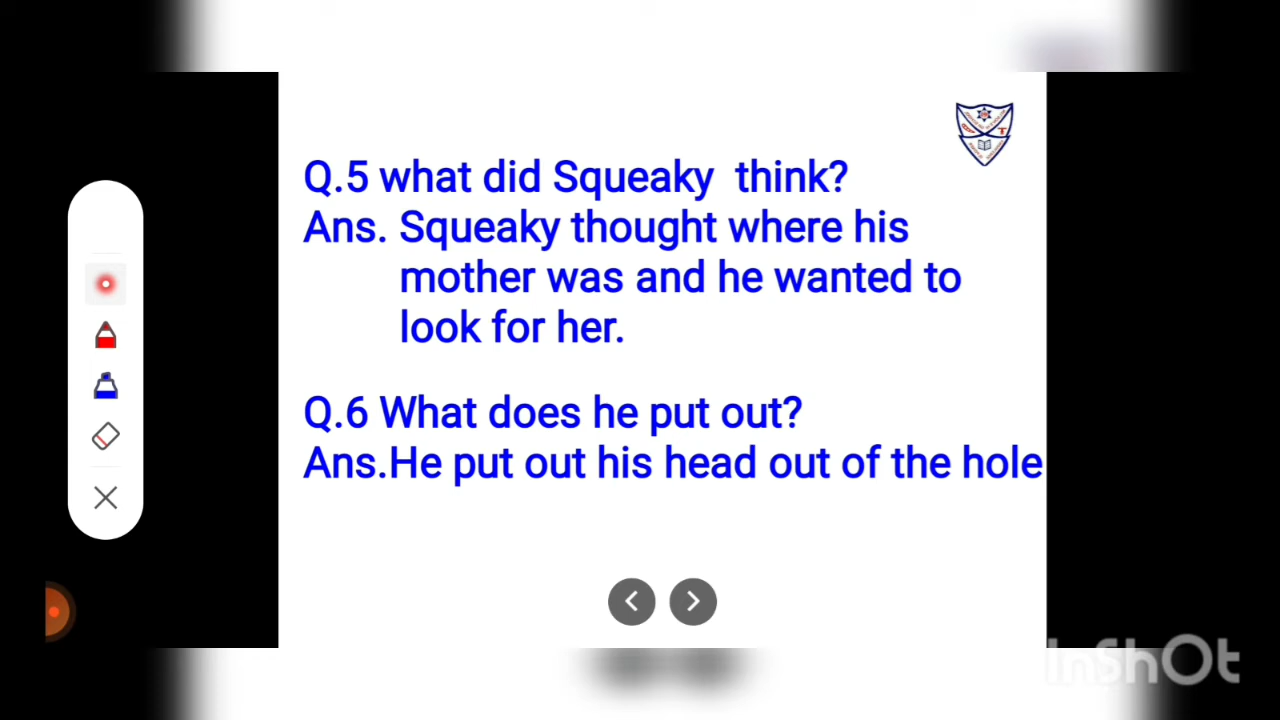 Q.5 what did Squeaky think?
Ans. Squeaky thought where his
mother was and he wanted to
look for her.
Q.6 What does he put out?
Ans.He put out his head out of the hole
InShOt